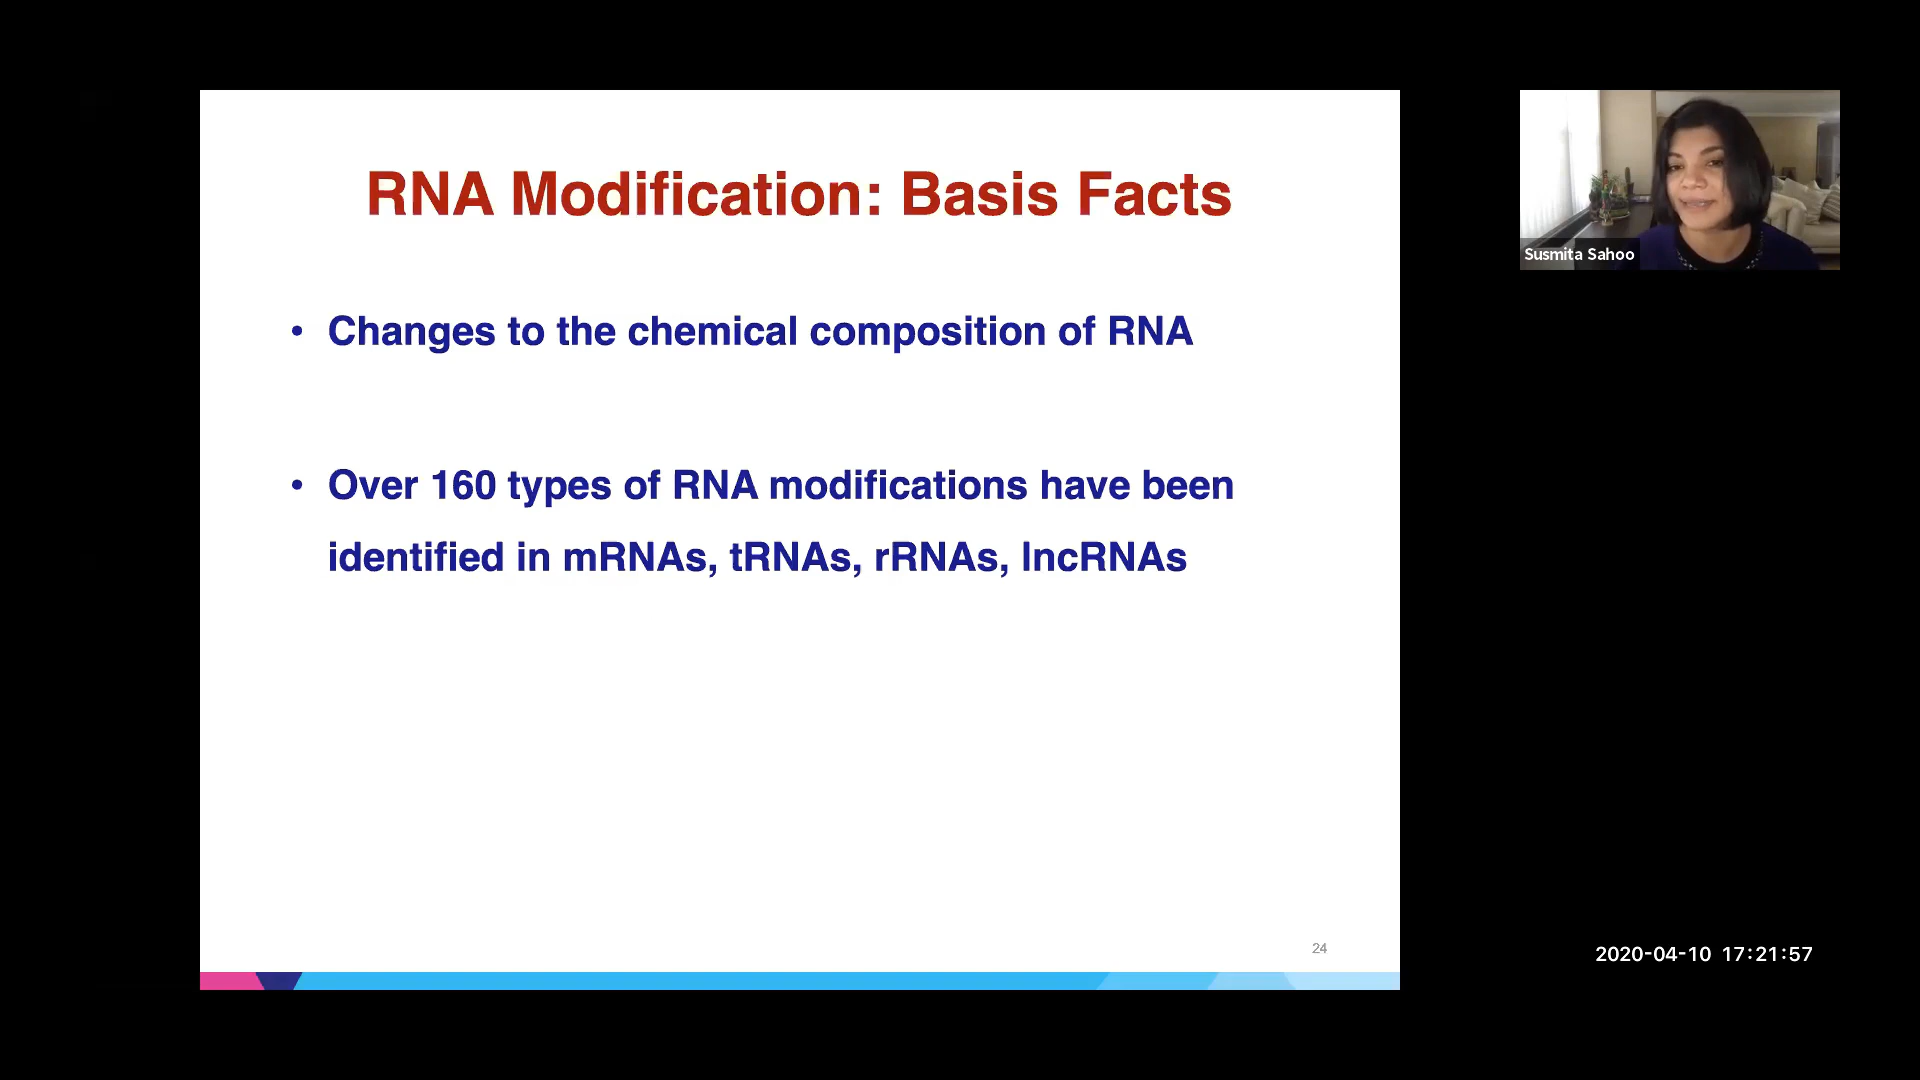 RNA Modification: Basis Facts
• Changes to the chemical composition of RNA
• Over 160 types of RNA modifications have been
identified in mRNAs, tRNAs, rRNAs, lncRNAs
24
Susmita Sahoo
2020-04-10 17:21:57